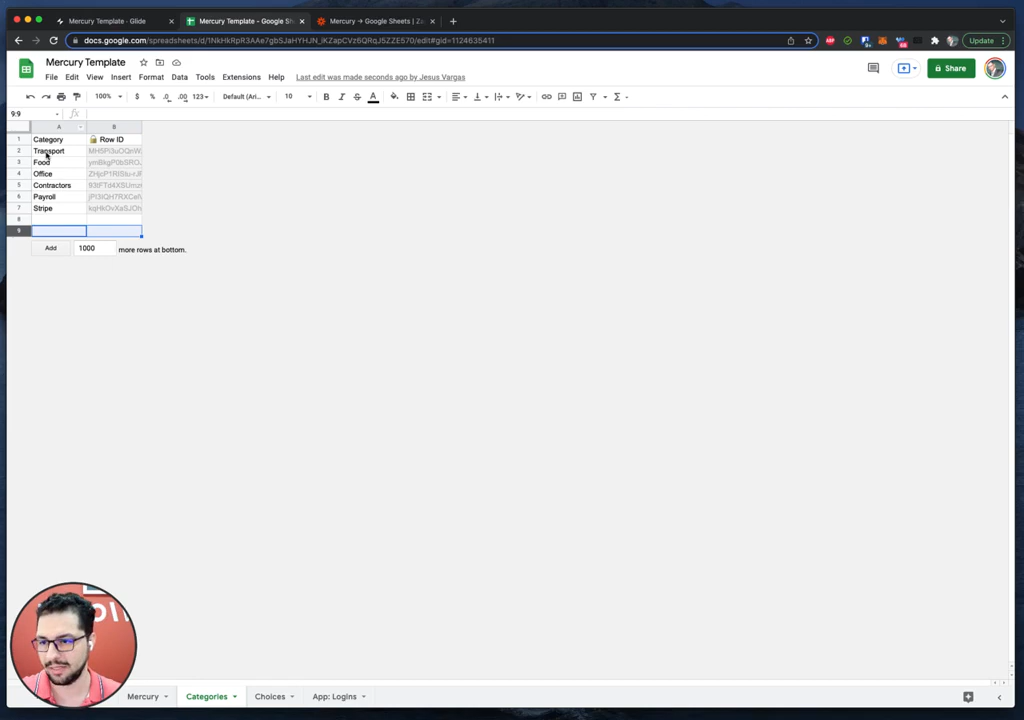 Mercury Template - Glide
Mercury Template - Google Sh
Mercury → Google Sheets | Za
docs.google.com/spreadsheets/d/1NkHkRpR3AAe7gbSJaHYHJN_iKZapCVz6QRqJ5ZZE570/edit#gid=1124635411
Update
Mercury Template
File Edit View Insert Format Data Tools Extensions Help Last edit was made seconds ago by Jesus Vargas
Share
100% $ % .0 .00 123 Default (Ari... 10 B I S A Σ
9:9 fx
A B
1 Category Row ID
2 Transport
3 Food
4 Office
5 Contractors
6 Payroll
7 Stripe
8
9
Add 1000 more rows at bottom.
Mercury Categories Choices App: Logins